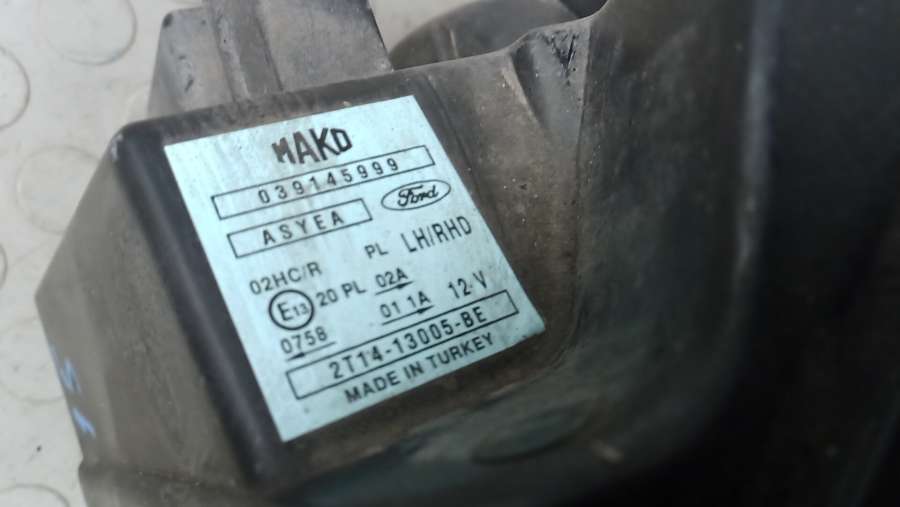 MAKO
039145999
ASYEA
Ford
02HC/R PL LH/RHD
E13 20 PL 02A 12 V
0758 01 1A
2T14-13005-BE
MADE IN TURKEY